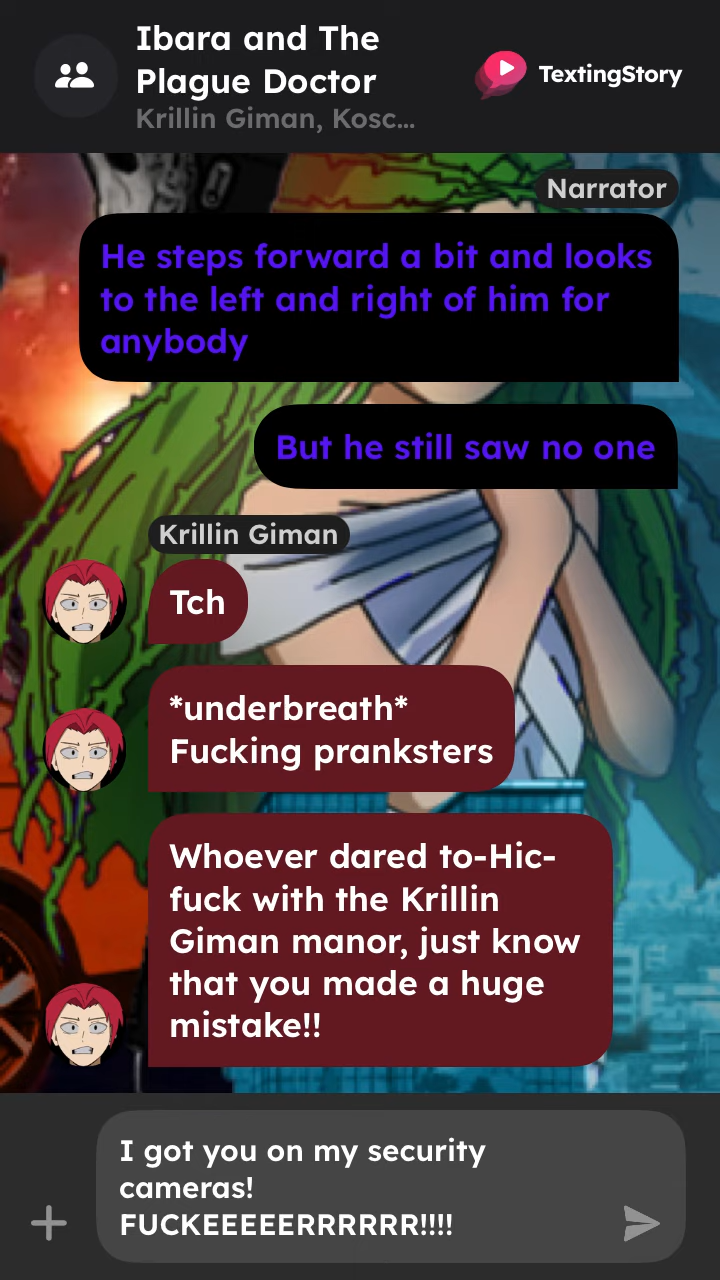 Ibara and The
Plague Doctor
Krillin Giman, Kosc...
TextingStory
Narrator
He steps forward a bit and looks
to the left and right of him for
anybody
But he still saw no one
Krillin Giman
Tch
*underbreath*
Fucking pranksters
Whoever dared to-Hic-
fuck with the Krillin
Giman manor, just know
that you made a huge
mistake!!
I got you on my security
cameras!
FUCKEEEEERRRRRR!!!!